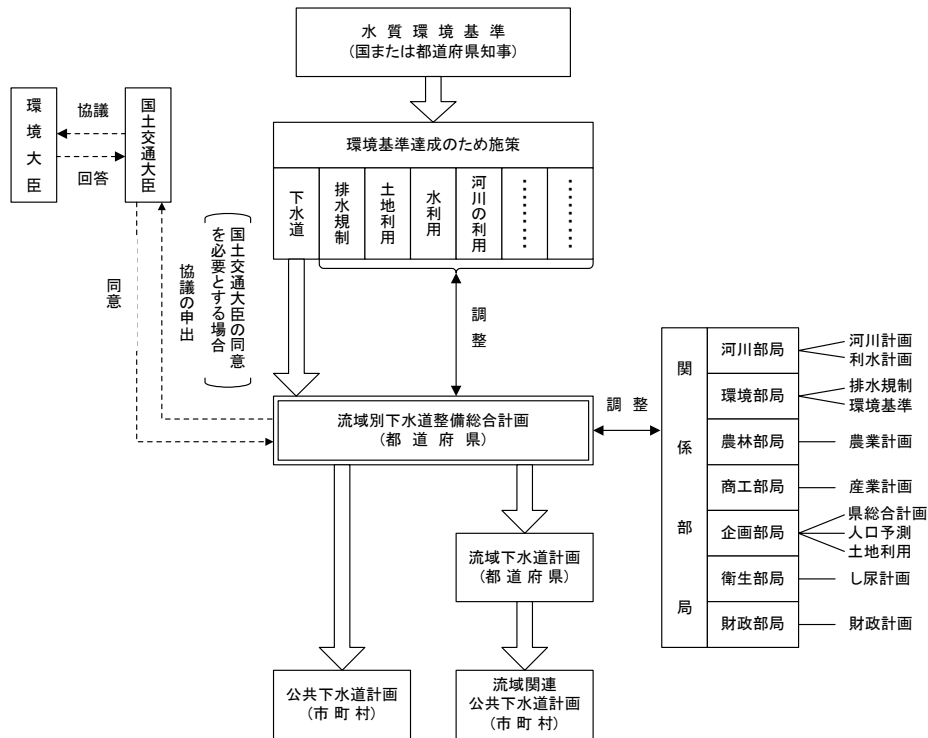 水質環境基準
(国または都道府県知事)
環境大臣
協議
回答
国土交通大臣
環境基準達成のため施策
下水道
排水規制
土地利用
水利用
河川の利用
………
………
同意
協議の申出
国土交通大臣の同意
を必要とする場合
調整
流域別下水道整備総合計画
(都道府県)
調整
関係部局
河川部局
河川計画
利水計画
環境部局
排水規制
環境基準
農林部局
農業計画
商工部局
産業計画
企画部局
県総合計画
人口予測
土地利用
衛生部局
し尿計画
財政部局
財政計画
流域下水道計画
(都道府県)
公共下水道計画
(市町村)
流域関連
公共下水道計画
(市町村)